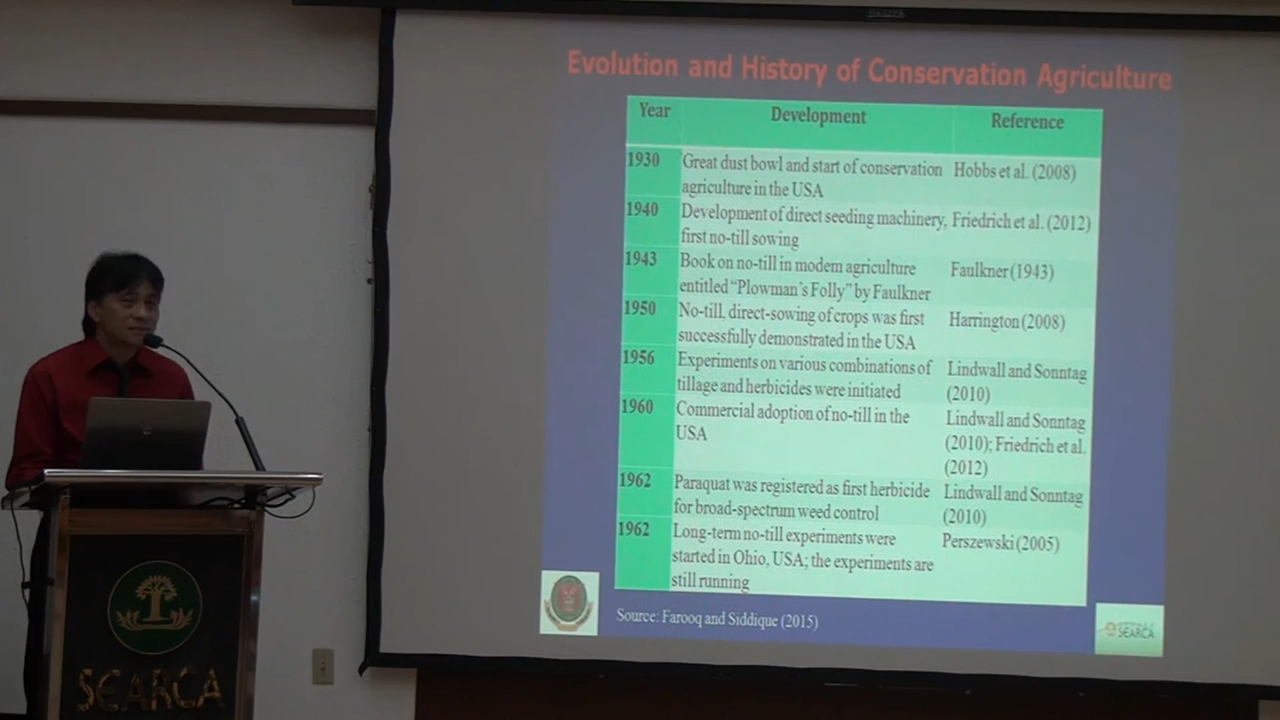 Evolution and History of Conservation Agriculture
Year Development Reference
1930 Great dust bowl and start of conservation Hobbs et al. (2008)
agriculture in the USA
1940 Development of direct seeding machinery, Friedrich et al. (2012)
first no-till sowing
1943 Book on no-till in modem agriculture Faulkner (1943)
entitled “Plowman’s Folly” by Faulkner
1950 No-till, direct-sowing of crops was first Harrington (2008)
successfully demonstrated in the USA
1956 Experiments on various combinations of Lindwall and Sonntag
tillage and herbicides were initiated (2010)
1960 Commercial adoption of no-till in the Lindwall and Sonntag
USA (2010); Friedrich et al.
(2012)
1962 Paraquat was registered as first herbicide Lindwall and Sonntag
for broad-spectrum weed control (2010)
1962 Long-term no-till experiments were Perszewski (2005)
started in Ohio, USA; the experiments are
still running
Source: Farooq and Siddique (2015)
SEARCA
SEARCA